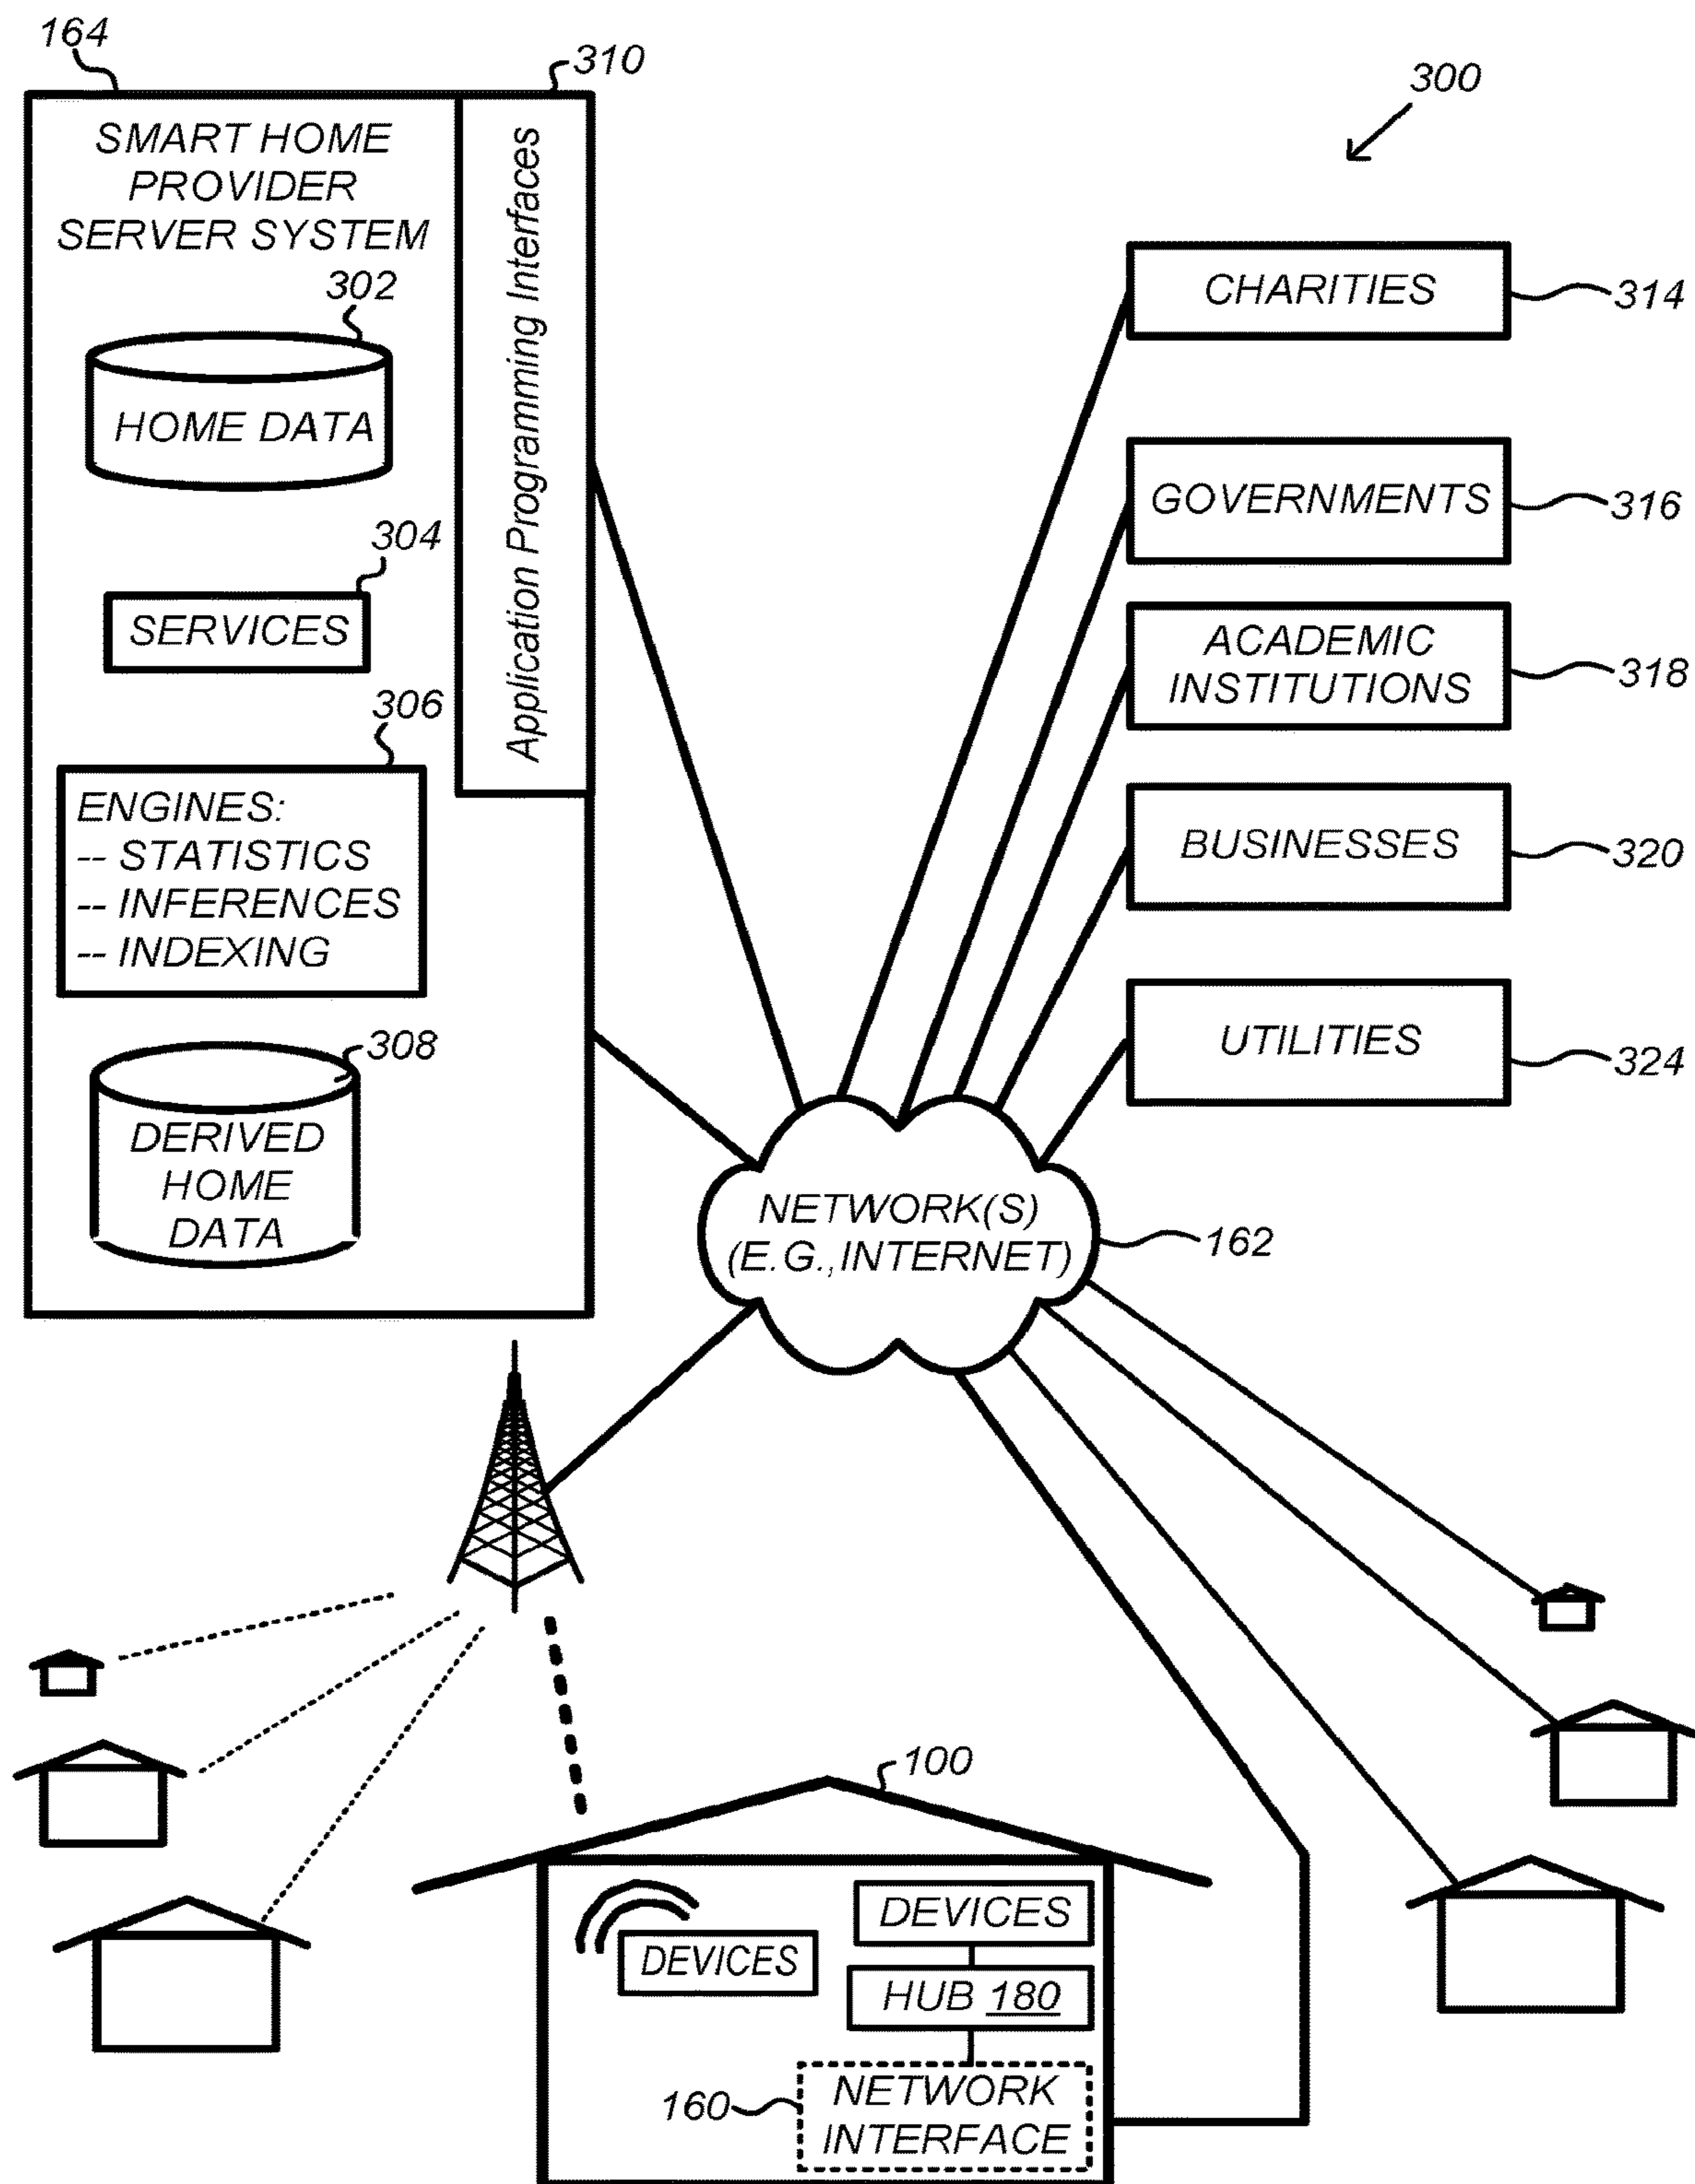 164
310
300
SMART HOME
PROVIDER
SERVER SYSTEM
Application Programming Interfaces
302
HOME DATA
304
SERVICES
306
ENGINES:
-- STATISTICS
-- INFERENCES
-- INDEXING
308
DERIVED
HOME
DATA
CHARITIES
314
GOVERNMENTS
316
ACADEMIC
INSTITUTIONS
318
BUSINESSES
320
UTILITIES
324
NETWORK(S)
(E.G.,INTERNET)
162
100
DEVICES
DEVICES
HUB 180
160
NETWORK
INTERFACE